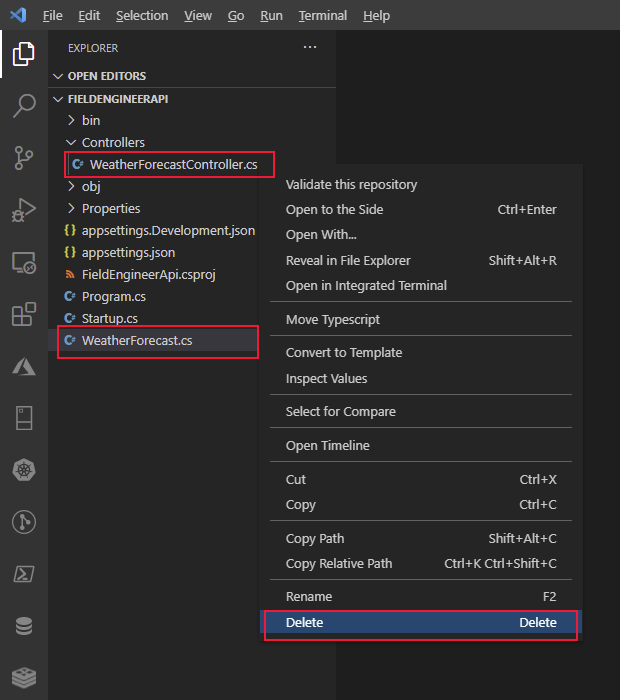 File Edit Selection View Go Run Terminal Help
EXPLORER ...
OPEN EDITORS
FIELDENGINEERAPI
bin
Controllers
C# WeatherForecastController.cs
obj
Properties
{} appsettings.Development.json
{} appsettings.json
FieldEngineerApi.csproj
C# Program.cs
C# Startup.cs
C# WeatherForecast.cs
Validate this repository
Open to the Side Ctrl+Enter
Open With...
Reveal in File Explorer Shift+Alt+R
Open in Integrated Terminal
Move Typescript
Convert to Template
Inspect Values
Select for Compare
Open Timeline
Cut Ctrl+X
Copy Ctrl+C
Copy Path Shift+Alt+C
Copy Relative Path Ctrl+K Ctrl+Shift+C
Rename F2
Delete Delete